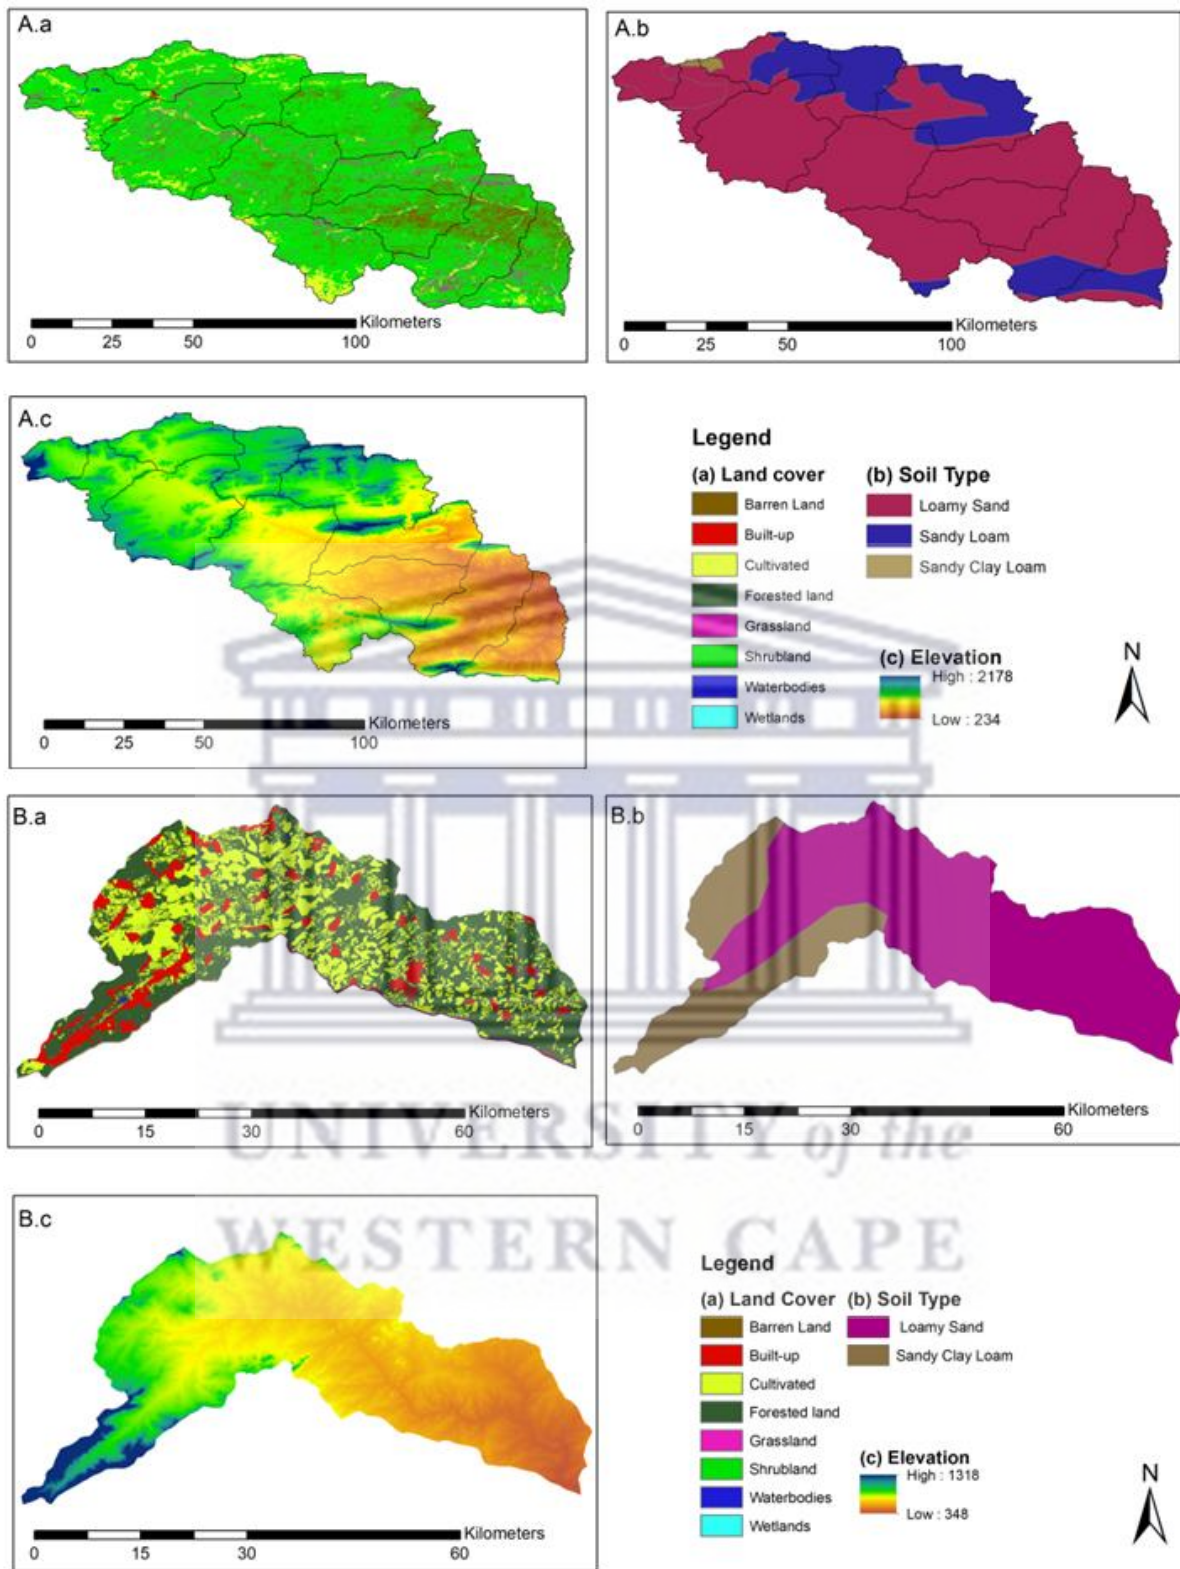 A.a
Kilometers
0 25 50 100
A.b
Kilometers
0 25 50 100
A.c
Kilometers
0 25 50 100
Legend
(a) Land cover
Barren Land
Built-up
Cultivated
Forested land
Grassland
Shrubland
Waterbodies
Wetlands
(b) Soil Type
Loamy Sand
Sandy Loam
Sandy Clay Loam
(c) Elevation
High : 2178
Low : 234
N
B.a
Kilometers
0 15 30 60
B.b
Kilometers
0 15 30 60
UNIVERSITY of the
WESTERN CAPE
B.c
Kilometers
0 15 30 60
Legend
(a) Land Cover
Barren Land
Built-up
Cultivated
Forested land
Grassland
Shrubland
Waterbodies
Wetlands
(b) Soil Type
Loamy Sand
Sandy Clay Loam
(c) Elevation
High : 1318
Low : 348
N